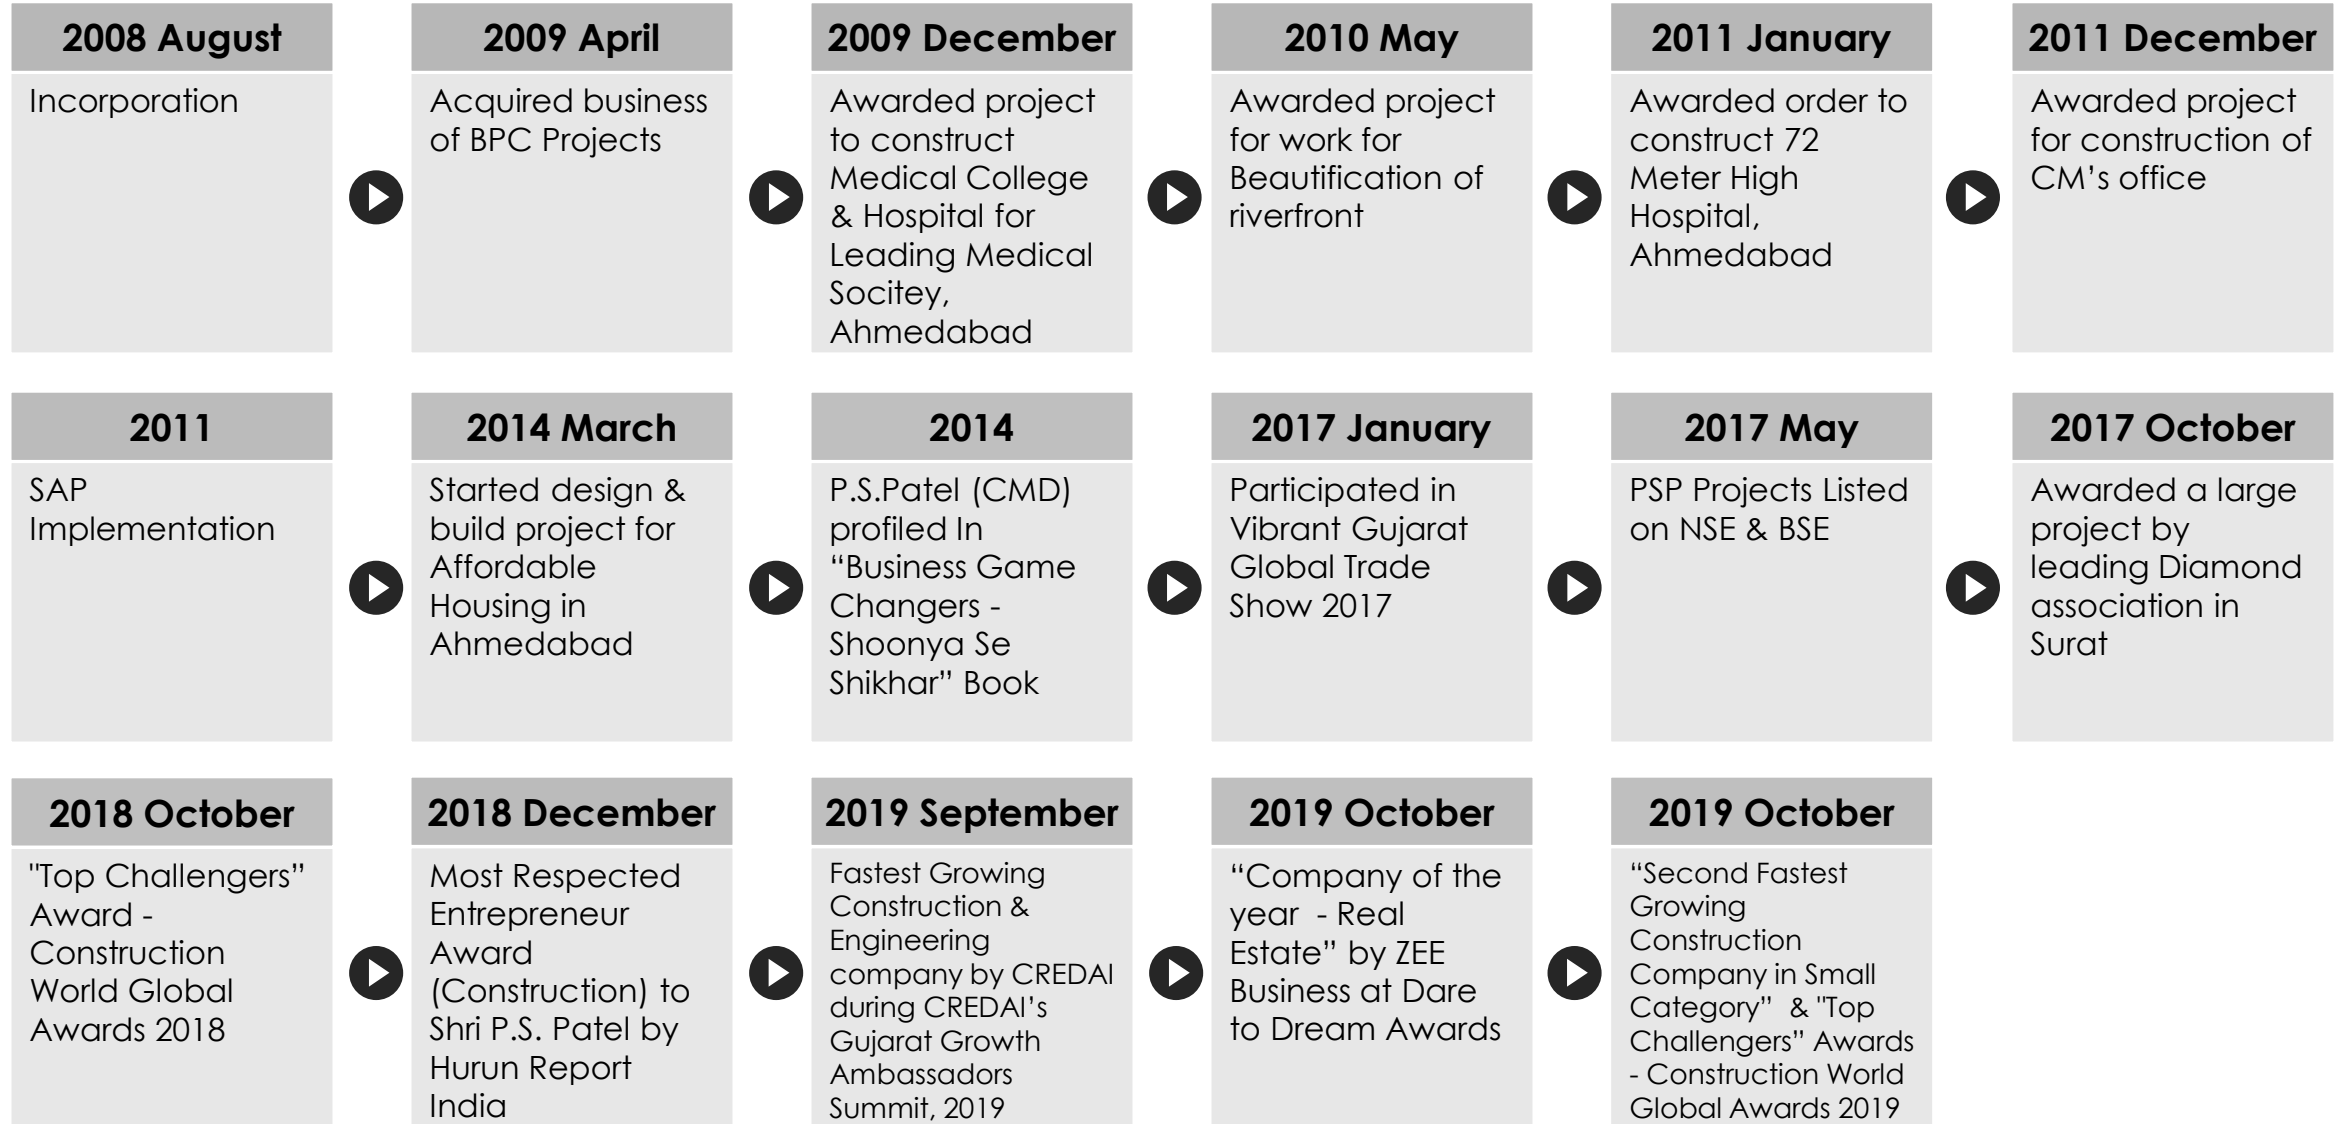 2008 August
Incorporation
2009 April
Acquired business
of BPC Projects
2009 December
Awarded project
to construct
Medical College
& Hospital for
Leading Medical
Socitey,
Ahmedabad
2010 May
Awarded project
for work for
Beautification of
riverfront
2011 January
Awarded order to
construct 72
Meter High
Hospital,
Ahmedabad
2011 December
Awarded project
for construction of
CM’s office
2011
SAP
Implementation
2014 March
Started design &
build project for
Affordable
Housing in
Ahmedabad
2014
P.S.Patel (CMD)
profiled In
“Business Game
Changers -
Shoonya Se
Shikhar” Book
2017 January
Participated in
Vibrant Gujarat
Global Trade
Show 2017
2017 May
PSP Projects Listed
on NSE & BSE
2017 October
Awarded a large
project by
leading Diamond
association in
Surat
2018 October
"Top Challengers”
Award -
Construction
World Global
Awards 2018
2018 December
Most Respected
Entrepreneur
Award
(Construction) to
Shri P.S. Patel by
Hurun Report
India
2019 September
Fastest Growing
Construction &
Engineering
company by CREDAI
during CREDAI’s
Gujarat Growth
Ambassadors
Summit, 2019
2019 October
“Company of the
year - Real
Estate” by ZEE
Business at Dare
to Dream Awards
2019 October
“Second Fastest
Growing
Construction
Company in Small
Category” & "Top
Challengers” Awards
- Construction World
Global Awards 2019